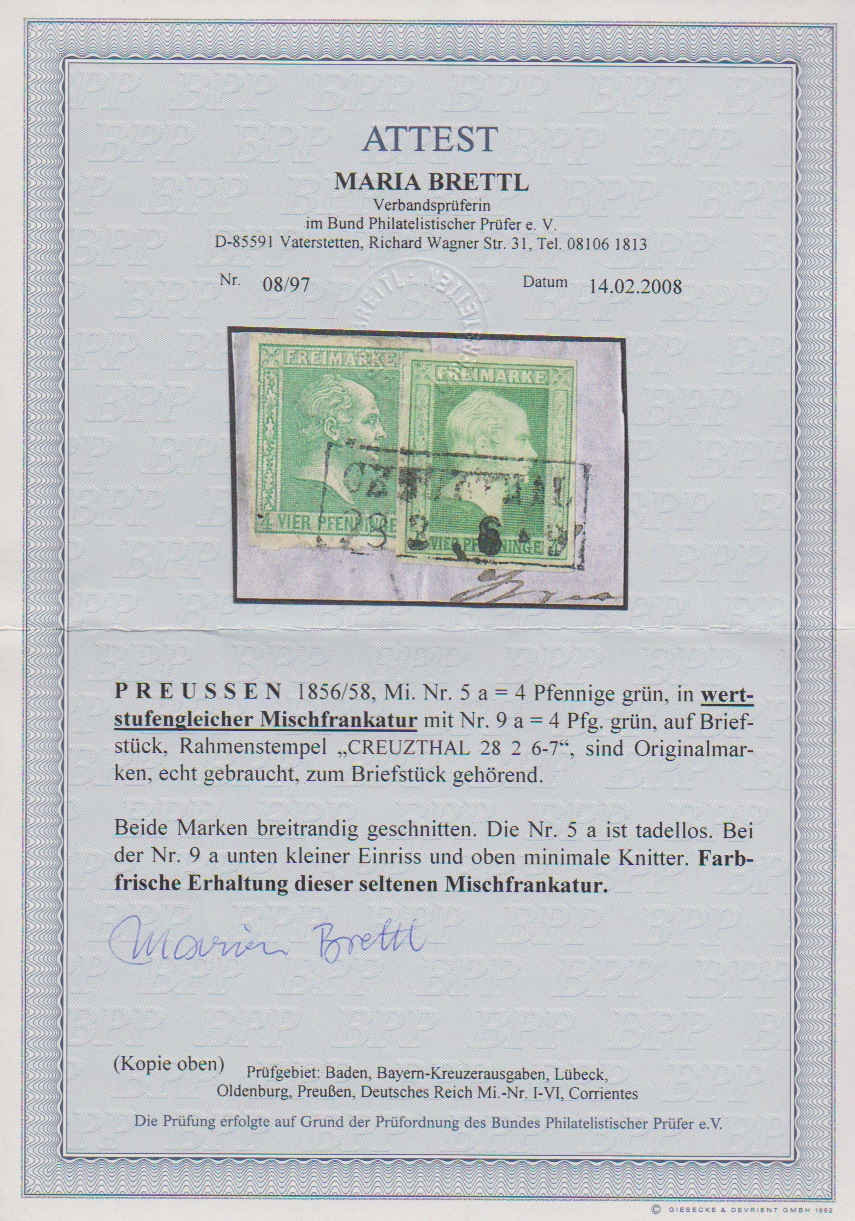 ATTEST
MARIA BRETTL
Verbandsprüferin
im Bund Philatelistischer Prüfer e. V.
D-85591 Vaterstetten, Richard Wagner Str. 31, Tel. 08106 1813
Nr. 08/97 Datum 14.02.2008
FREIMARKE FREIMARKE
4 VIER PFENNINGE
VIER PFENNINGE
PREUSSEN 1856/58, Mi. Nr. 5 a = 4 Pfennige grün, in wert-
stufengleicher Mischfrankatur mit Nr. 9 a = 4 Pfg. grün, auf Brief-
stück, Rahmenstempel „CREUZTHAL 28 2 6-7“, sind Originalmar-
ken, echt gebraucht, zum Briefstück gehörend.
Beide Marken breitrandig geschnitten. Die Nr. 5 a ist tadellos. Bei
der Nr. 9 a unten kleiner Einriss und oben minimale Knitter. Farb-
frische Erhaltung dieser seltenen Mischfrankatur.
Maria Brettl
(Kopie oben) Prüfgebiet: Baden, Bayern-Kreuzerausgaben, Lübeck,
Oldenburg, Preußen, Deutsches Reich Mi.-Nr. I-VI, Corrientes
Die Prüfung erfolgte auf Grund der Prüfordnung des Bundes Philatelistischer Prüfer e.V.
© GIESECKE & DEVRIENT GMBH 1992